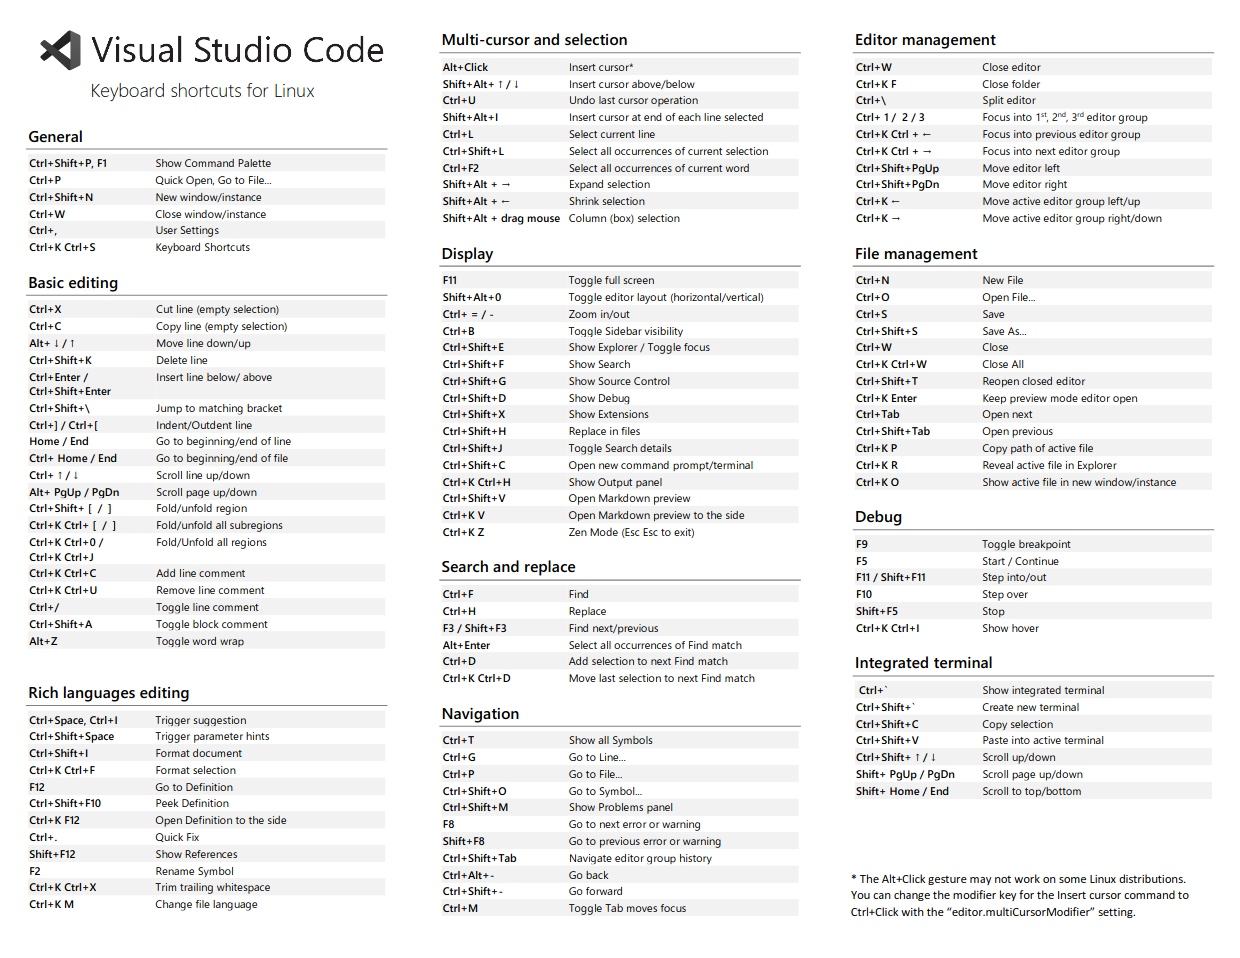 Visual Studio Code
Keyboard shortcuts for Linux
General
Ctrl+Shift+P, F1 Show Command Palette
Ctrl+P Quick Open, Go to File...
Ctrl+Shift+N New window/instance
Ctrl+W Close window/instance
Ctrl+, User Settings
Ctrl+K Ctrl+S Keyboard Shortcuts
Basic editing
Ctrl+X Cut line (empty selection)
Ctrl+C Copy line (empty selection)
Alt+ ↓ / ↑ Move line down/up
Ctrl+Shift+K Delete line
Ctrl+Enter / Insert line below/ above
Ctrl+Shift+Enter
Ctrl+Shift+\ Jump to matching bracket
Ctrl+] / Ctrl+[ Indent/Outdent line
Home / End Go to beginning/end of line
Ctrl+ Home / End Go to beginning/end of file
Ctrl+ ↑ / ↓ Scroll line up/down
Alt+ PgUp / PgDn Scroll page up/down
Ctrl+Shift+ [ / ] Fold/unfold region
Ctrl+K Ctrl+ [ / ] Fold/unfold all subregions
Ctrl+K Ctrl+0 / Fold/Unfold all regions
Ctrl+K Ctrl+J
Ctrl+K Ctrl+C Add line comment
Ctrl+K Ctrl+U Remove line comment
Ctrl+/ Toggle line comment
Ctrl+Shift+A Toggle block comment
Alt+Z Toggle word wrap
Rich languages editing
Ctrl+Space, Ctrl+I Trigger suggestion
Ctrl+Shift+Space Trigger parameter hints
Ctrl+Shift+I Format document
Ctrl+K Ctrl+F Format selection
F12 Go to Definition
Ctrl+Shift+F10 Peek Definition
Ctrl+K F12 Open Definition to the side
Ctrl+. Quick Fix
Shift+F12 Show References
F2 Rename Symbol
Ctrl+K Ctrl+X Trim trailing whitespace
Ctrl+K M Change file language
Multi-cursor and selection
Alt+Click Insert cursor*
Shift+Alt+ ↑ / ↓ Insert cursor above/below
Ctrl+U Undo last cursor operation
Shift+Alt+I Insert cursor at end of each line selected
Ctrl+L Select current line
Ctrl+Shift+L Select all occurrences of current selection
Ctrl+F2 Select all occurrences of current word
Shift+Alt + → Expand selection
Shift+Alt + ← Shrink selection
Shift+Alt + drag mouse Column (box) selection
Display
F11 Toggle full screen
Shift+Alt+0 Toggle editor layout (horizontal/vertical)
Ctrl+ = / - Zoom in/out
Ctrl+B Toggle Sidebar visibility
Ctrl+Shift+E Show Explorer / Toggle focus
Ctrl+Shift+F Show Search
Ctrl+Shift+G Show Source Control
Ctrl+Shift+D Show Debug
Ctrl+Shift+X Show Extensions
Ctrl+Shift+H Replace in files
Ctrl+Shift+J Toggle Search details
Ctrl+Shift+C Open new command prompt/terminal
Ctrl+K Ctrl+H Show Output panel
Ctrl+Shift+V Open Markdown preview
Ctrl+K V Open Markdown preview to the side
Ctrl+K Z Zen Mode (Esc Esc to exit)
Search and replace
Ctrl+F Find
Ctrl+H Replace
F3 / Shift+F3 Find next/previous
Alt+Enter Select all occurrences of Find match
Ctrl+D Add selection to next Find match
Ctrl+K Ctrl+D Move last selection to next Find match
Navigation
Ctrl+T Show all Symbols
Ctrl+G Go to Line...
Ctrl+P Go to File...
Ctrl+Shift+O Go to Symbol...
Ctrl+Shift+M Show Problems panel
F8 Go to next error or warning
Shift+F8 Go to previous error or warning
Ctrl+Shift+Tab Navigate editor group history
Ctrl+Alt+- Go back
Ctrl+Shift+- Go forward
Ctrl+M Toggle Tab moves focus
Editor management
Ctrl+W Close editor
Ctrl+K F Close folder
Ctrl+\ Split editor
Ctrl+ 1 / 2 / 3 Focus into 1st, 2nd, 3rd editor group
Ctrl+K Ctrl + ← Focus into previous editor group
Ctrl+K Ctrl + → Focus into next editor group
Ctrl+Shift+PgUp Move editor left
Ctrl+Shift+PgDn Move editor right
Ctrl+K ← Move active editor group left/up
Ctrl+K → Move active editor group right/down
File management
Ctrl+N New File
Ctrl+O Open File...
Ctrl+S Save
Ctrl+Shift+S Save As...
Ctrl+W Close
Ctrl+K Ctrl+W Close All
Ctrl+Shift+T Reopen closed editor
Ctrl+K Enter Keep preview mode editor open
Ctrl+Tab Open next
Ctrl+Shift+Tab Open previous
Ctrl+K P Copy path of active file
Ctrl+K R Reveal active file in Explorer
Ctrl+K O Show active file in new window/instance
Debug
F9 Toggle breakpoint
F5 Start / Continue
F11 / Shift+F11 Step into/out
F10 Step over
Shift+F5 Stop
Ctrl+K Ctrl+I Show hover
Integrated terminal
Ctrl+` Show integrated terminal
Ctrl+Shift+` Create new terminal
Ctrl+Shift+C Copy selection
Ctrl+Shift+V Paste into active terminal
Ctrl+Shift+ ↑ / ↓ Scroll up/down
Shift+ PgUp / PgDn Scroll page up/down
Shift+ Home / End Scroll to top/bottom
* The Alt+Click gesture may not work on some Linux distributions.
You can change the modifier key for the Insert cursor command to
Ctrl+Click with the “editor.multiCursorModifier” setting.